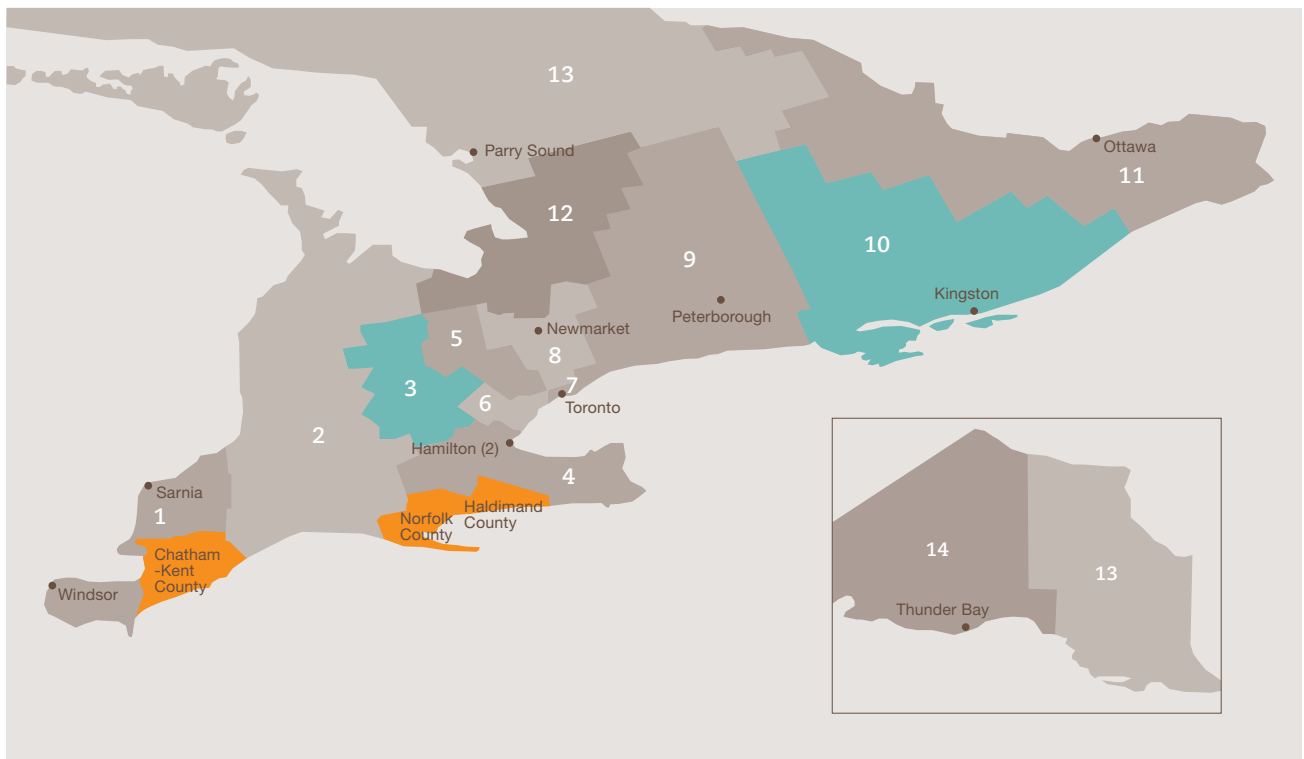 13
Parry Sound
Ottawa
11
12
10
9
Kingston
Peterborough
Newmarket
5
8
7
3
6
Toronto
2
Hamilton (2)
4
Sarnia
1
Norfolk
County
Haldimand
County
Chatham
-Kent
County
Windsor
14
13
Thunder Bay